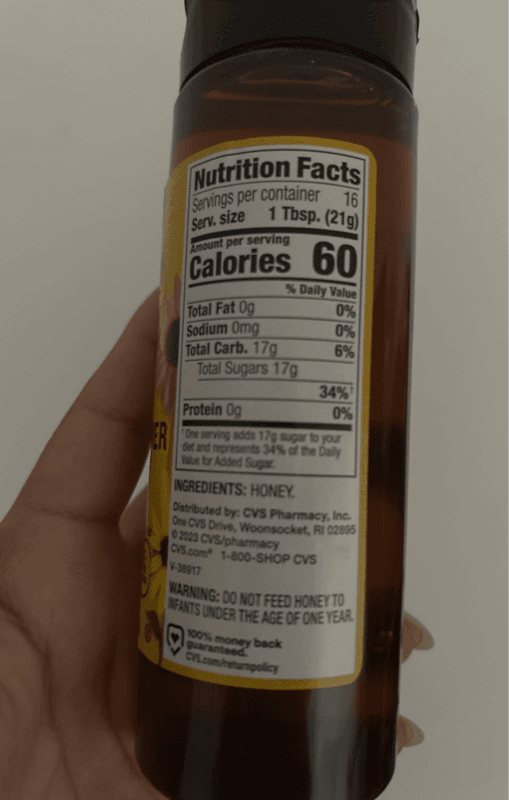 Nutrition Facts
Servings per container 16
Serv. size 1 Tbsp. (21g)
Amount per serving
Calories 60
% Daily Value
Total Fat 0g 0%
Sodium 0mg 0%
Total Carb. 17g 6%
Total Sugars 17g
34%†
Protein 0g 0%
†One serving adds 17g sugar to your
diet and represents 34% of the Daily
Value for Added Sugar.
INGREDIENTS: HONEY.
Distributed by: CVS Pharmacy, Inc.
One CVS Drive, Woonsocket, RI 02895
© 2023 CVS/pharmacy
CVS.com® 1-800-SHOP CVS
V-38917
WARNING: DO NOT FEED HONEY TO
INFANTS UNDER THE AGE OF ONE YEAR.
100% money back
guaranteed.
CVS.com/returnpolicy
ER